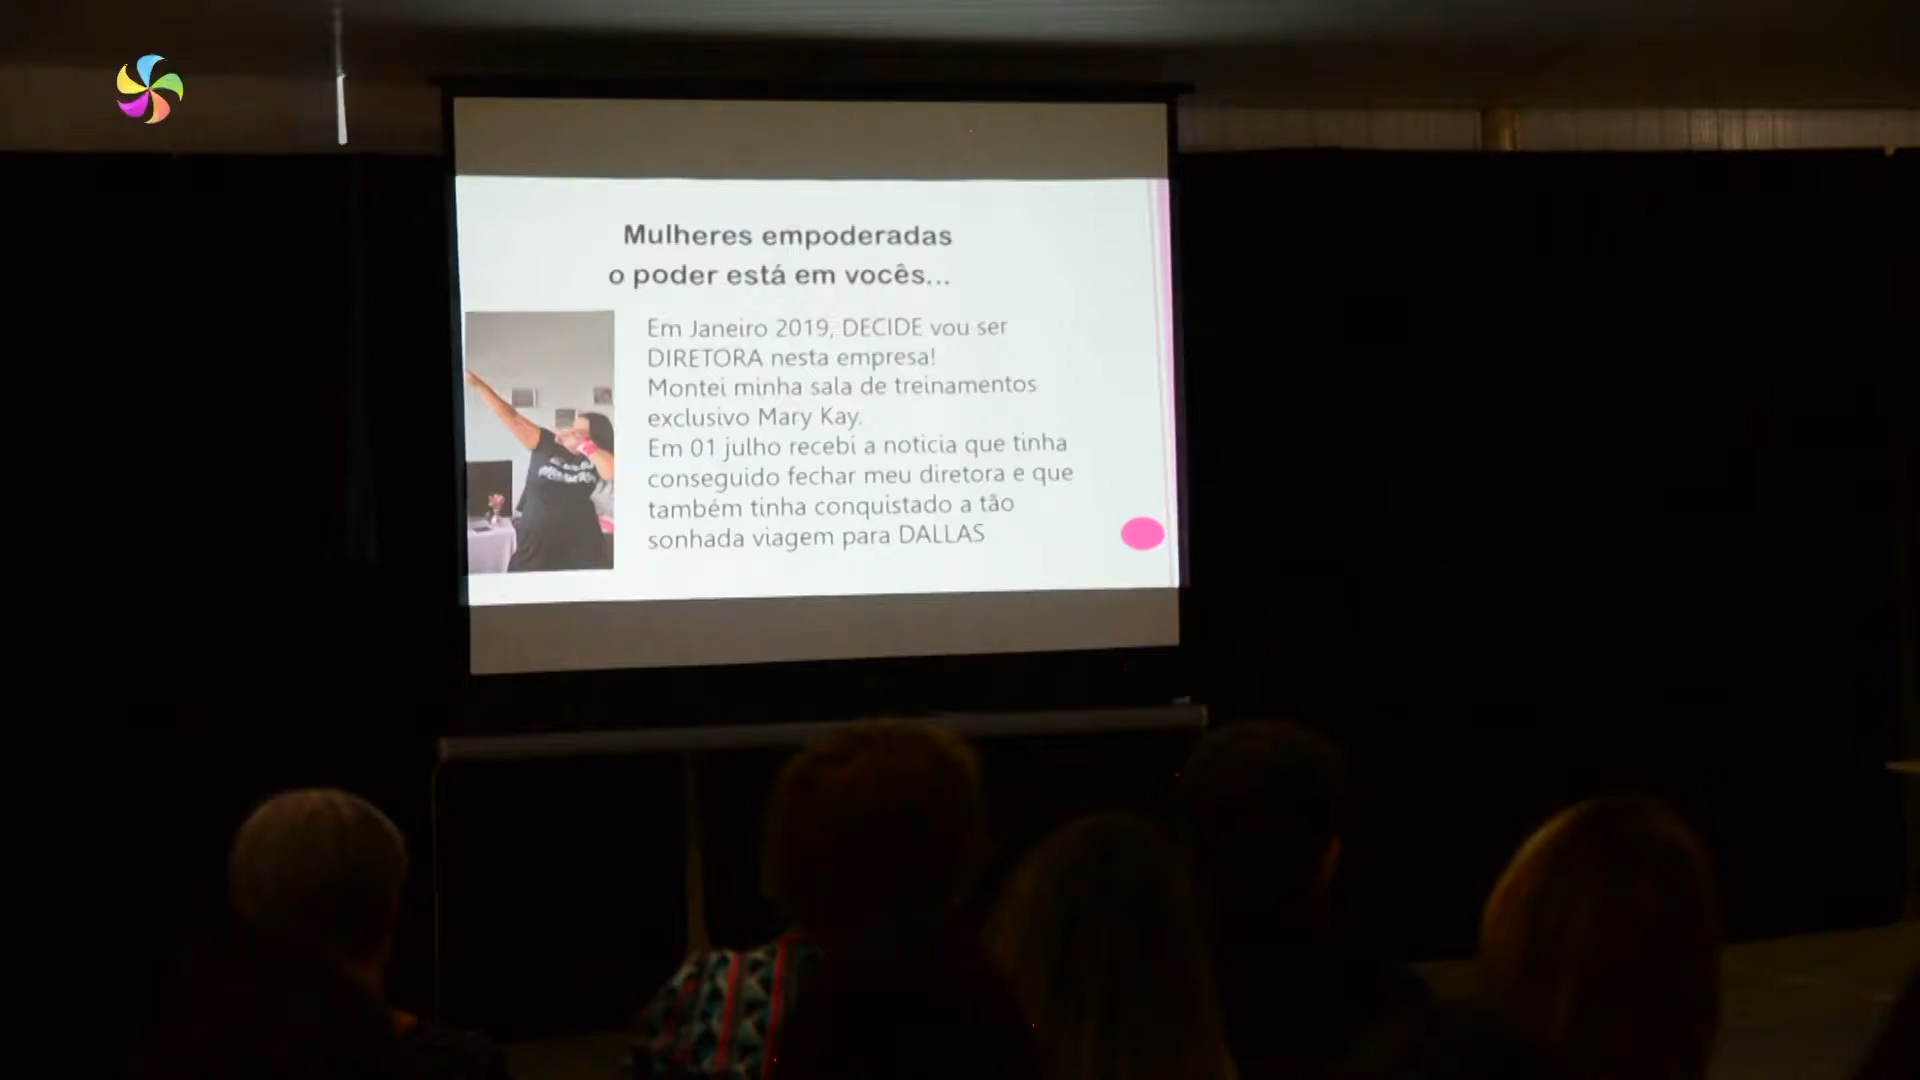 Mulheres empoderadas
o poder está em vocês...
Em Janeiro 2019, DECIDE vou ser
DIRETORA nesta empresa!
Montei minha sala de treinamentos
exclusivo Mary Kay.
Em 01 julho recebi a noticia que tinha
conseguido fechar meu diretora e que
também tinha conquistado a tão
sonhada viagem para DALLAS